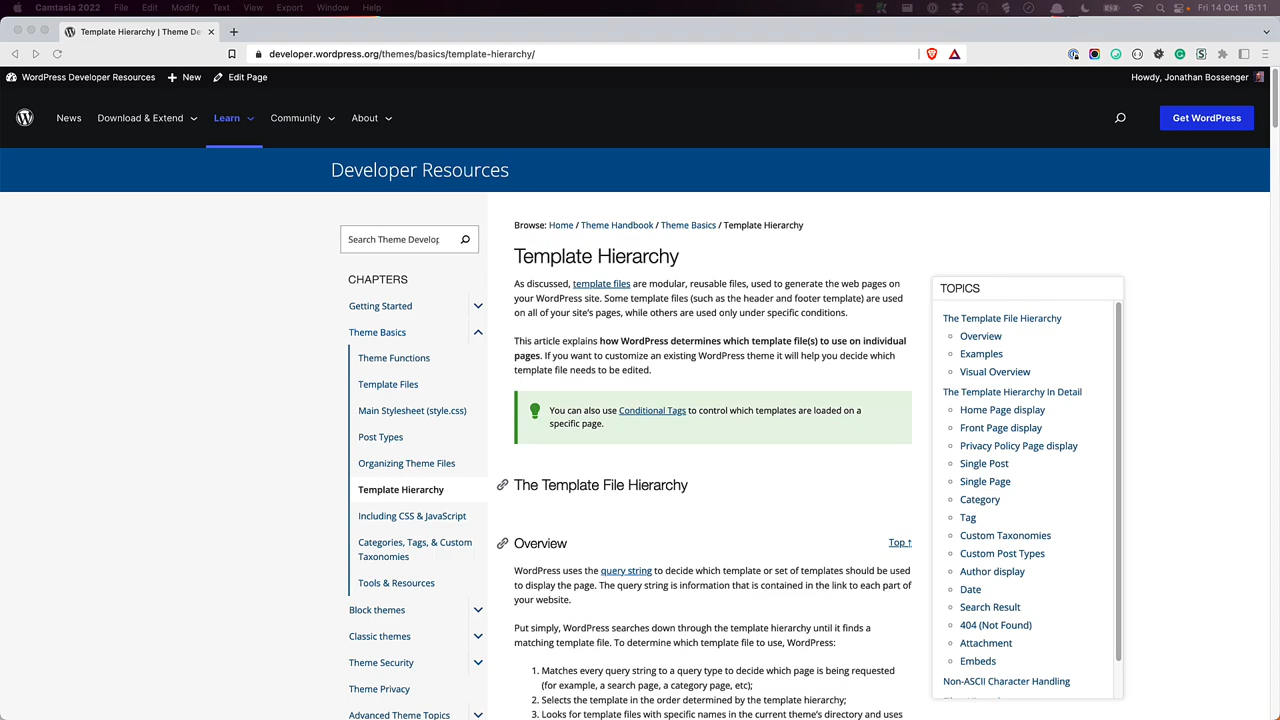 Camtasia 2022 File Edit Modify Text View Export Window Help Fri 14 Oct 16:11
Template Hierarchy | Theme De
developer.wordpress.org/themes/basics/template-hierarchy/
WordPress Developer Resources New Edit Page Howdy, Jonathan Bossenger
News Download & Extend Learn Community About Get WordPress
Developer Resources
Search Theme Develop
CHAPTERS
Getting Started
Theme Basics
Theme Functions
Template Files
Main Stylesheet (style.css)
Post Types
Organizing Theme Files
Template Hierarchy
Including CSS & JavaScript
Categories, Tags, & Custom
Taxonomies
Tools & Resources
Block themes
Classic themes
Theme Security
Theme Privacy
Advanced Theme Topics
Browse: Home / Theme Handbook / Theme Basics / Template Hierarchy
Template Hierarchy
As discussed, template files are modular, reusable files, used to generate the web pages on
your WordPress site. Some template files (such as the header and footer template) are used
on all of your site's pages, while others are used only under specific conditions.
This article explains how WordPress determines which template file(s) to use on individual
pages. If you want to customize an existing WordPress theme it will help you decide which
template file needs to be edited.
You can also use Conditional Tags to control which templates are loaded on a
specific page.
The Template File Hierarchy
Overview Top ↑
WordPress uses the query string to decide which template or set of templates should be used
to display the page. The query string is information that is contained in the link to each part of
your website.
Put simply, WordPress searches down through the template hierarchy until it finds a
matching template file. To determine which template file to use, WordPress:
1. Matches every query string to a query type to decide which page is being requested
(for example, a search page, a category page, etc);
2. Selects the template in the order determined by the template hierarchy;
3. Looks for template files with specific names in the current theme's directory and uses
TOPICS
The Template File Hierarchy
Overview
Examples
Visual Overview
The Template Hierarchy In Detail
Home Page display
Front Page display
Privacy Policy Page display
Single Post
Single Page
Category
Tag
Custom Taxonomies
Custom Post Types
Author display
Date
Search Result
404 (Not Found)
Attachment
Embeds
Non-ASCII Character Handling